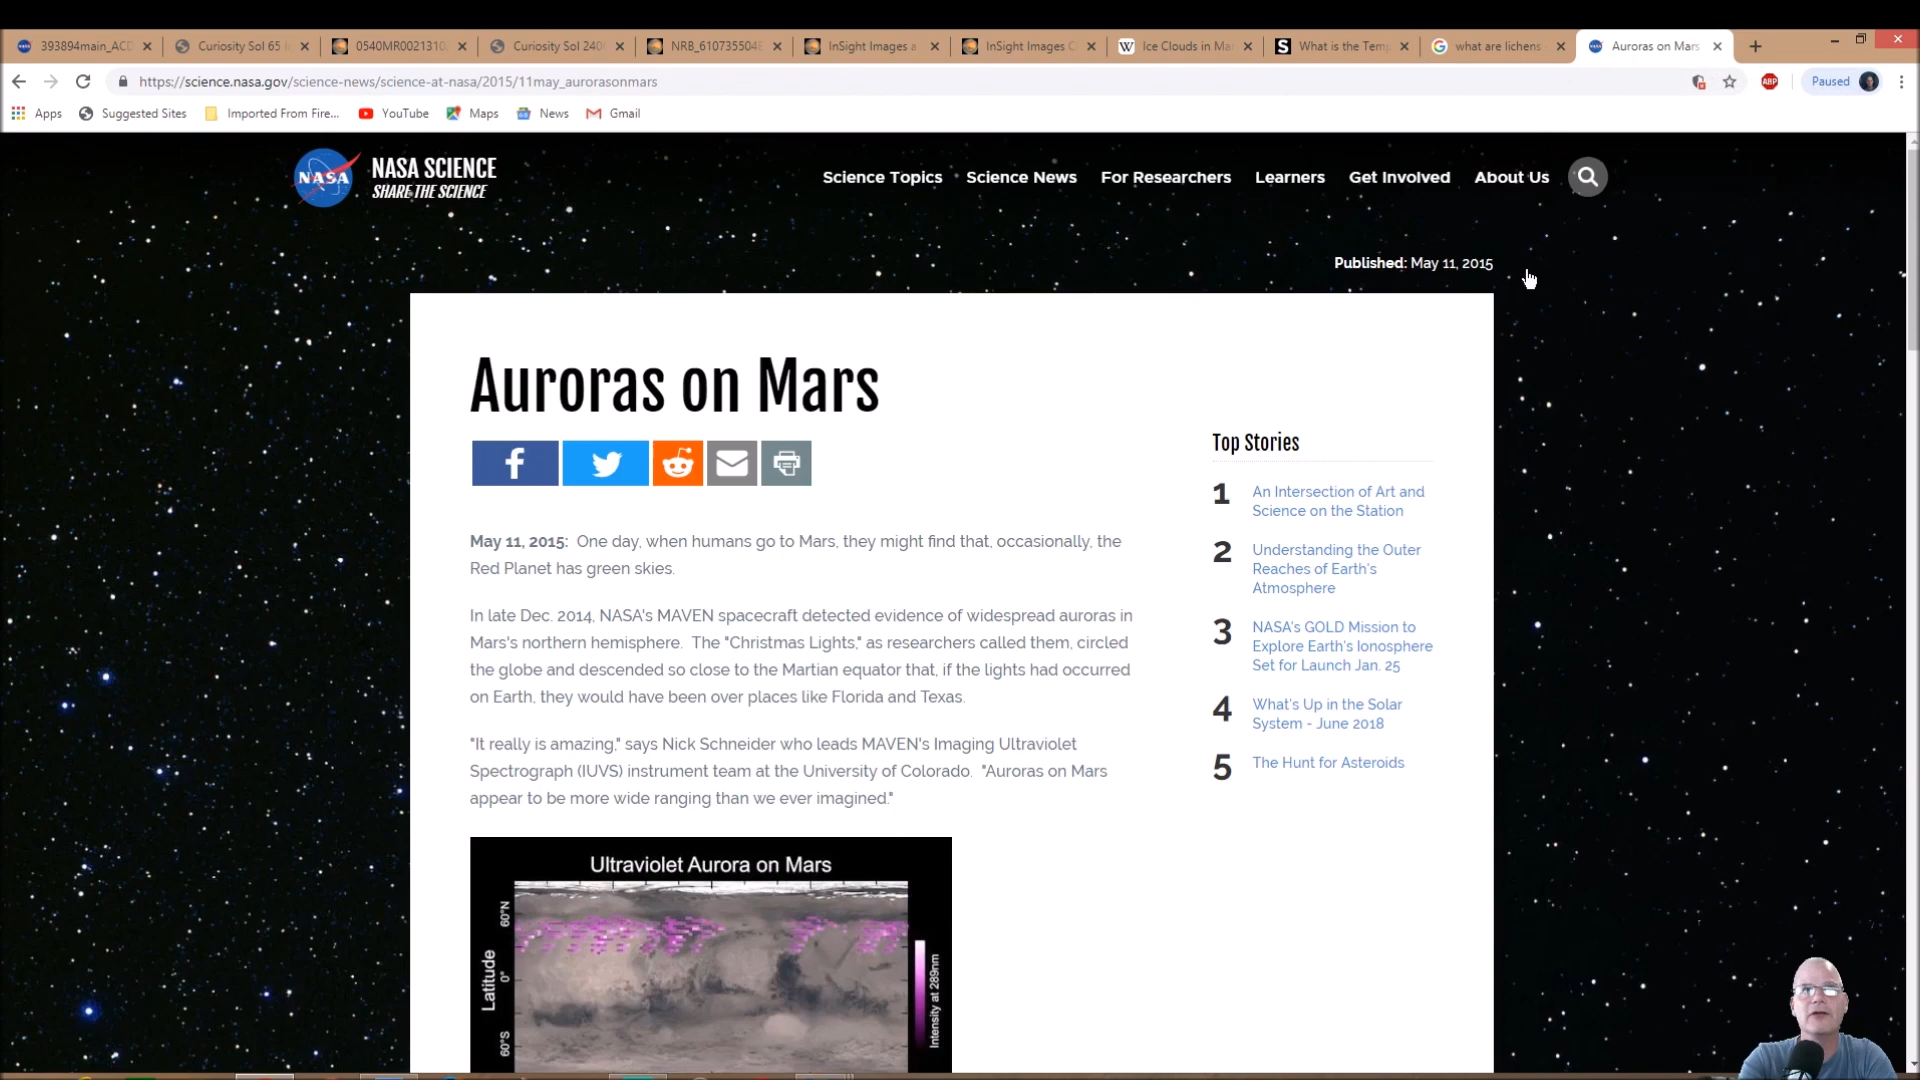 393894main_ACD
Curiosity Sol 65
0540MR0021310
Curiosity Sol 240
NRB_610735504
InSight Images a
InSight Images C
Ice Clouds in Ma
What is the Temp
what are lichens -
Auroras on Mars
https://science.nasa.gov/science-news/science-at-nasa/2015/11may_aurorasonmars
ABP
Paused
Apps
Suggested Sites
Imported From Fire...
YouTube
Maps
News
Gmail
NASA
NASA SCIENCE
SHARE THE SCIENCE
Science Topics
Science News
For Researchers
Learners
Get Involved
About Us
Published: May 11, 2015
Auroras on Mars
May 11, 2015: One day, when humans go to Mars, they might find that, occasionally, the
Red Planet has green skies.
In late Dec. 2014, NASA's MAVEN spacecraft detected evidence of widespread auroras in
Mars's northern hemisphere. The "Christmas Lights," as researchers called them, circled
the globe and descended so close to the Martian equator that, if the lights had occurred
on Earth, they would have been over places like Florida and Texas.
"It really is amazing," says Nick Schneider who leads MAVEN's Imaging Ultraviolet
Spectrograph (IUVS) instrument team at the University of Colorado. "Auroras on Mars
appear to be more wide ranging than we ever imagined."
Ultraviolet Aurora on Mars
Latitude
60°N
0°
60°S
Intensity at 289nm
Top Stories
1 An Intersection of Art and
Science on the Station
2 Understanding the Outer
Reaches of Earth's
Atmosphere
3 NASA's GOLD Mission to
Explore Earth's Ionosphere
Set for Launch Jan. 25
4 What's Up in the Solar
System - June 2018
5 The Hunt for Asteroids